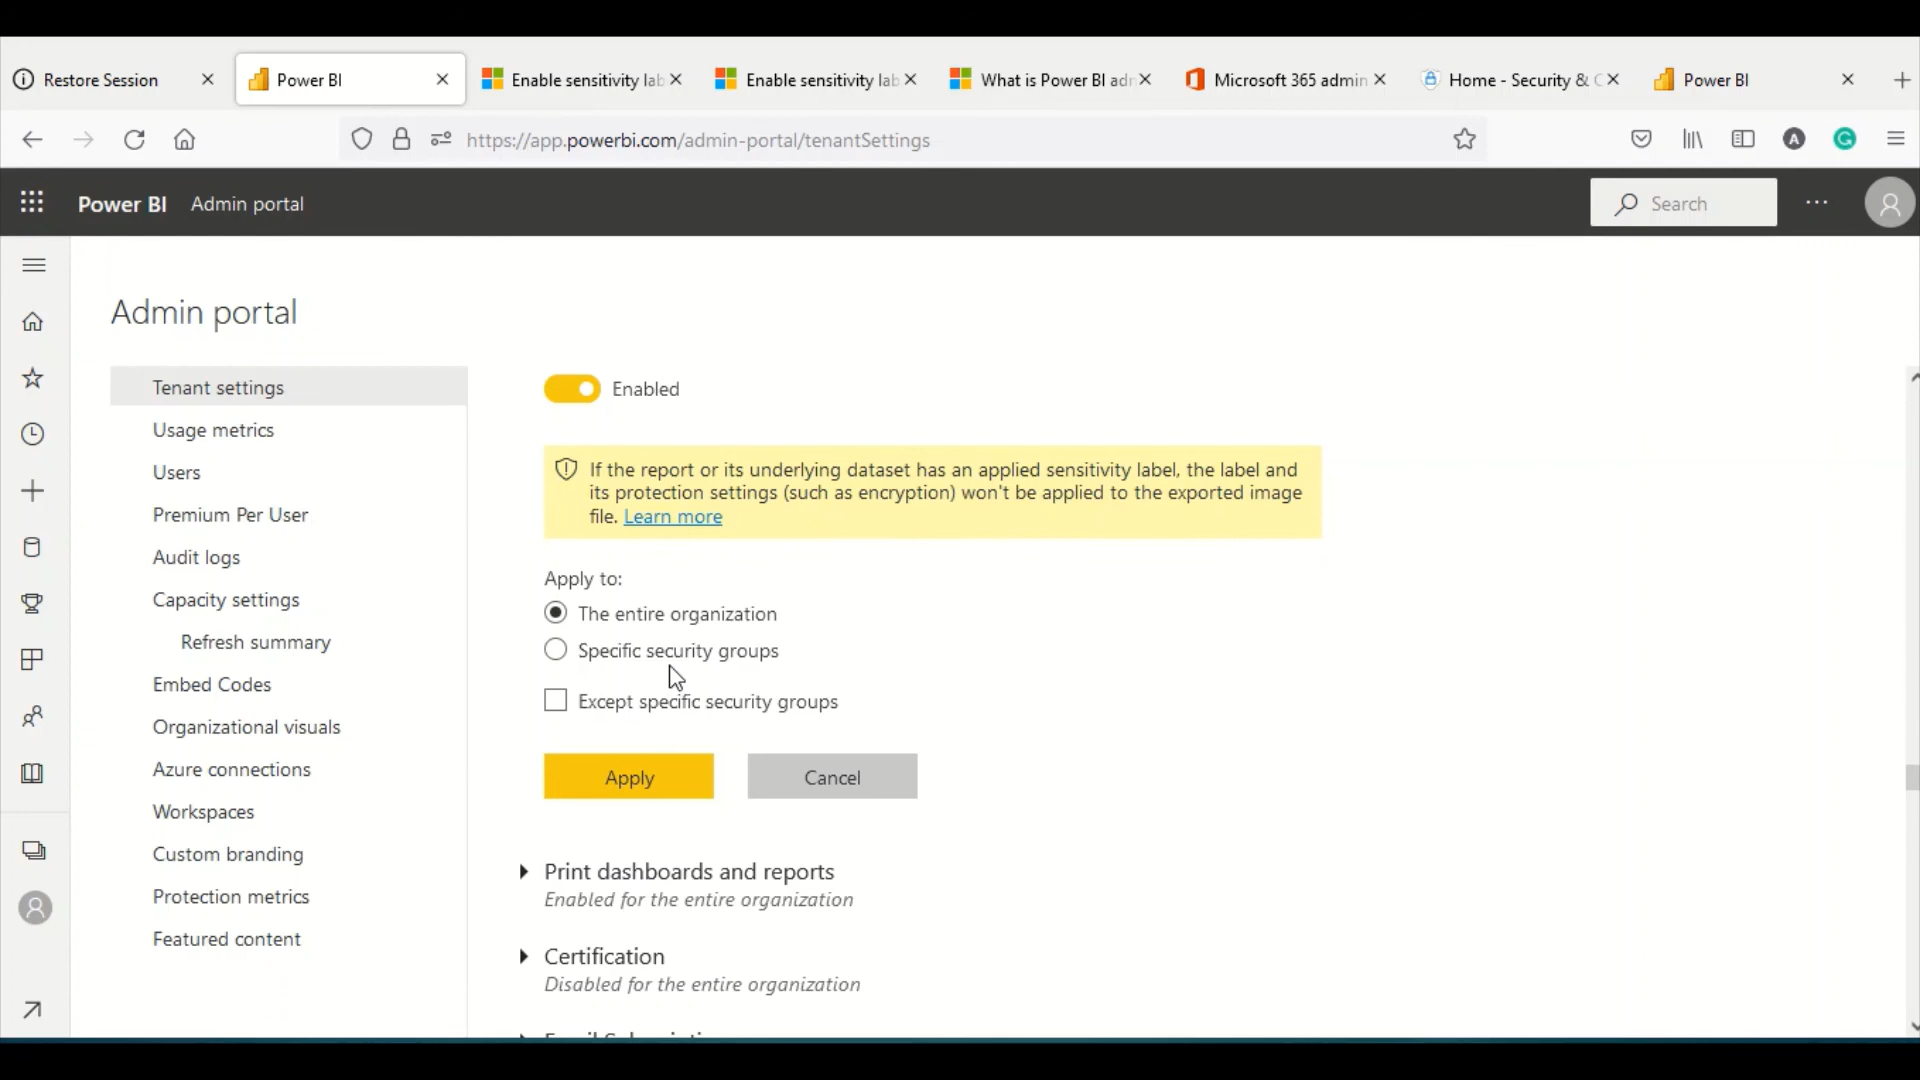 Restore Session
Power BI
Enable sensitivity lab
Enable sensitivity lab
What is Power BI adm
Microsoft 365 admin
Home - Security & C
Power BI
https://app.powerbi.com/admin-portal/tenantSettings
A
G
Power BI
Admin portal
Search
Admin portal
Tenant settings
Usage metrics
Users
Premium Per User
Audit logs
Capacity settings
Refresh summary
Embed Codes
Organizational visuals
Azure connections
Workspaces
Custom branding
Protection metrics
Featured content
Enabled
If the report or its underlying dataset has an applied sensitivity label, the label and
its protection settings (such as encryption) won't be applied to the exported image
file. Learn more
Apply to:
The entire organization
Specific security groups
Except specific security groups
Apply
Cancel
Print dashboards and reports
Enabled for the entire organization
Certification
Disabled for the entire organization